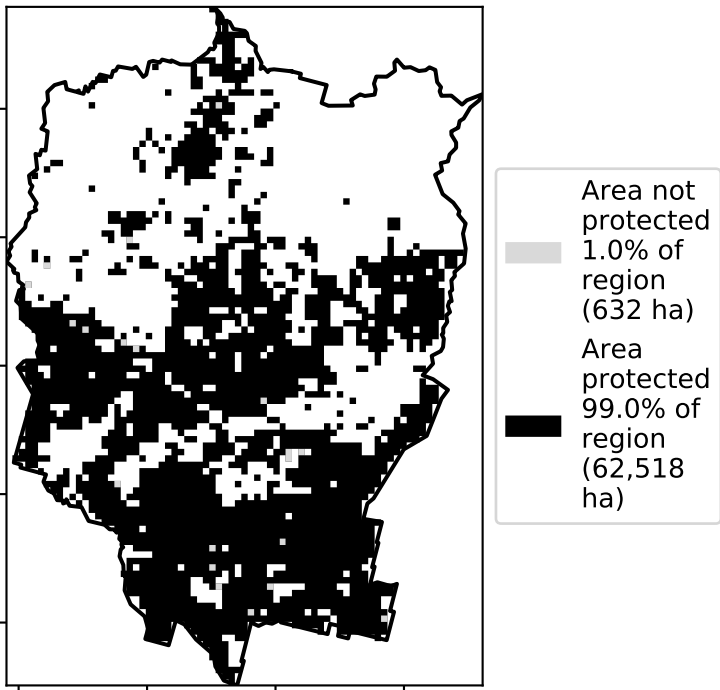 Area not
protected
1.0% of
region
(632 ha)
Area
protected
99.0% of
region
(62,518
ha)